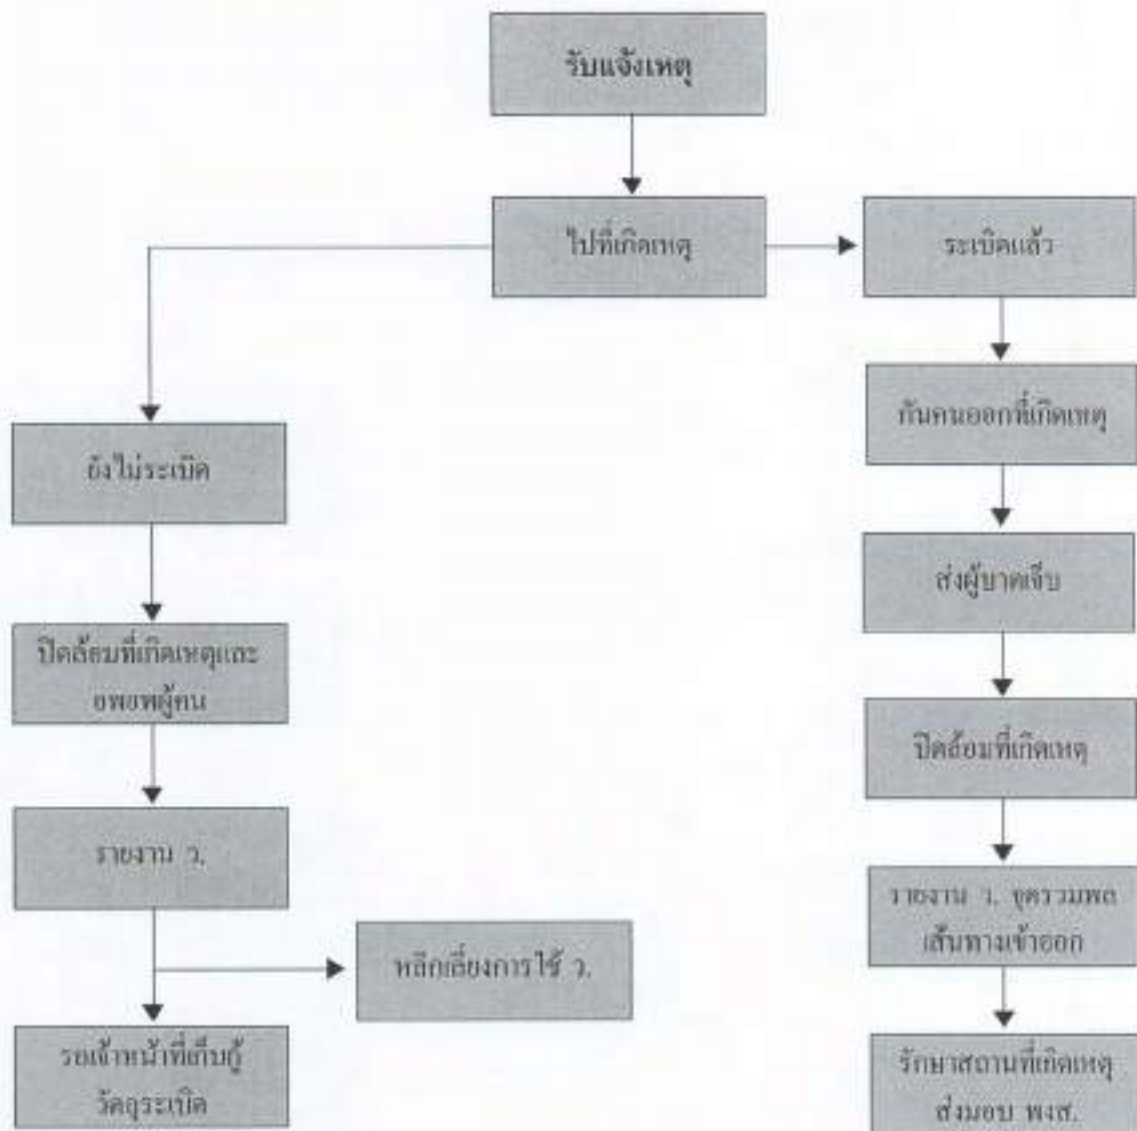 รับแจ้งเหตุ
ไปที่เกิดเหตุ
ระเบิดแล้ว
กันคนออกที่เกิดเหตุ
ยังไม่ระเบิด
ส่งผู้บาดเจ็บ
ปิดล้อมที่เกิดเหตุและ
อพยพผู้คน
ปิดล้อมที่เกิดเหตุ
รายงาน ว.
รายงาน ว. จุดรวมพล
เส้นทางเข้าออก
หลีกเลี่ยงการใช้ ว.
รอเจ้าหน้าที่เก็บกู้
วัตถุระเบิด
รักษาสถานที่เกิดเหตุ
ส่งมอบ พงส.